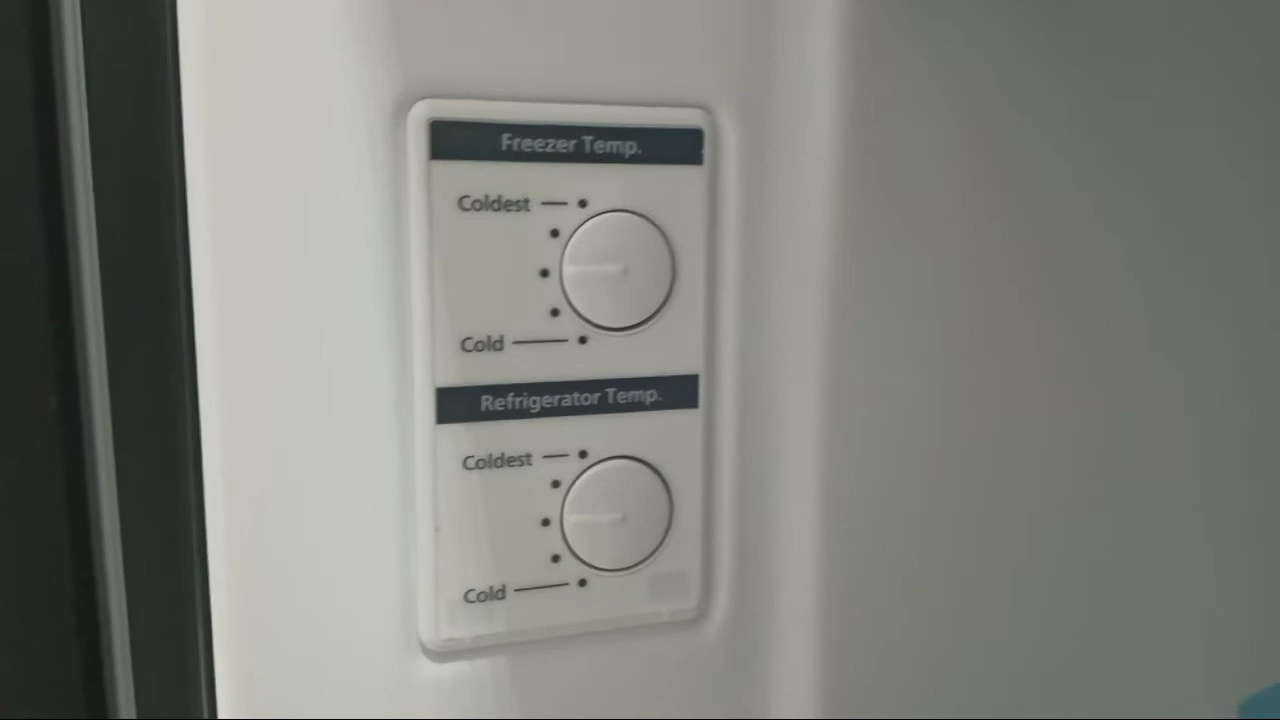 Freezer Temp.
Coldest
Cold
Refrigerator Temp.
Coldest
Cold